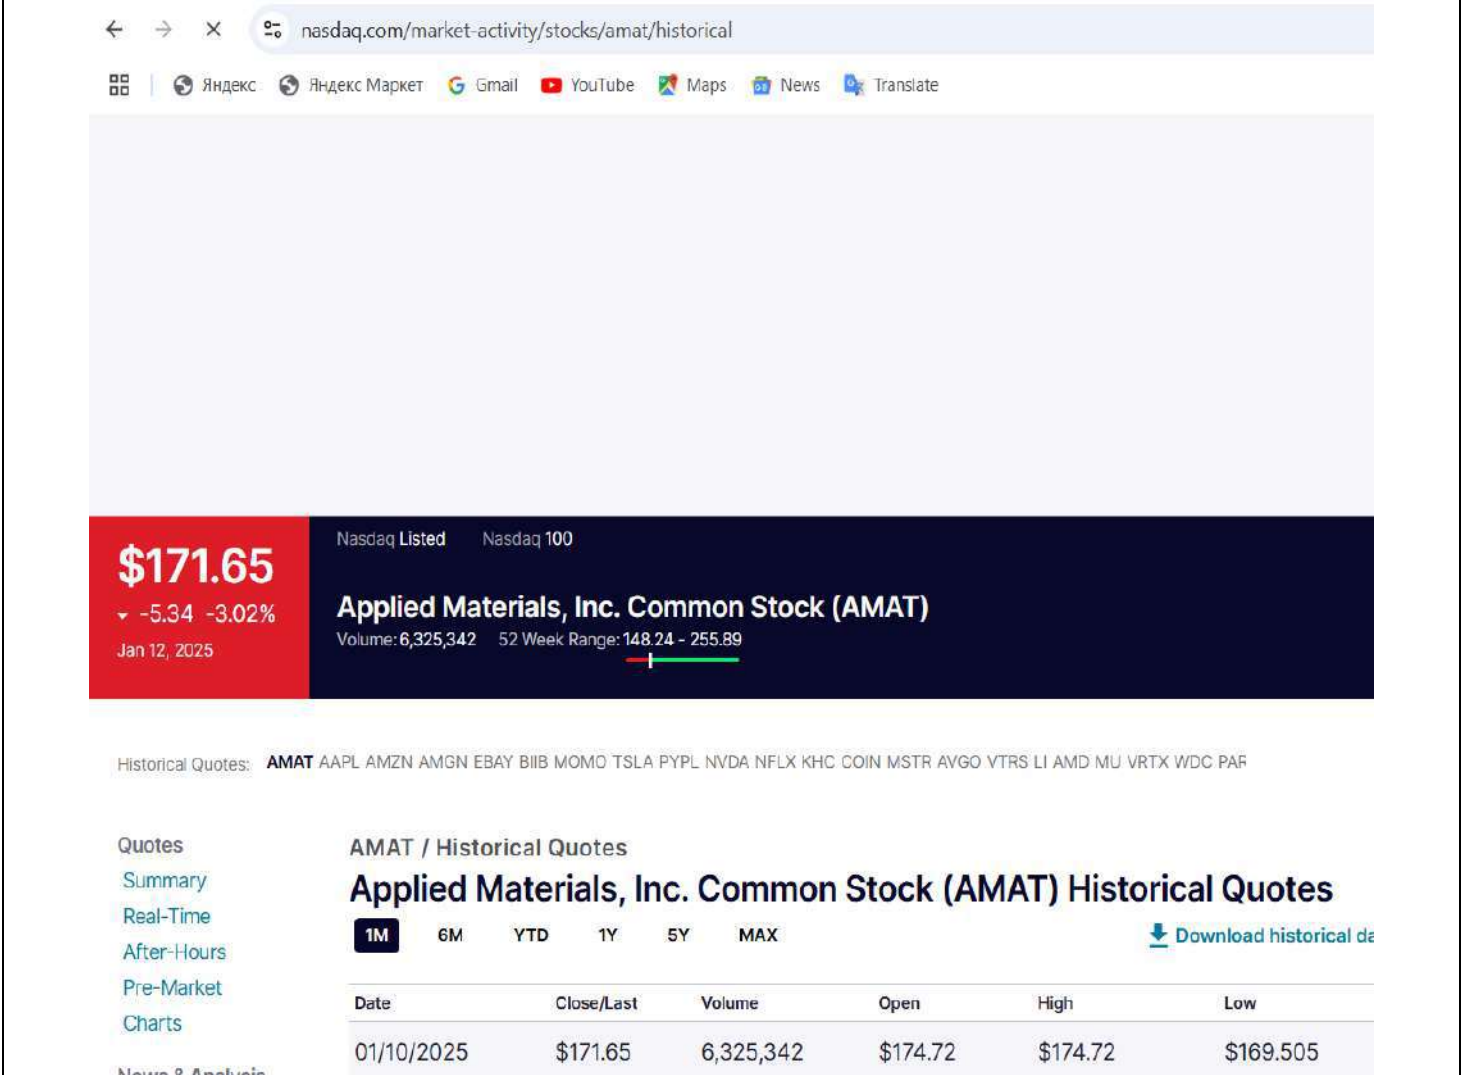 nasdaq.com/market-activity/stocks/amat/historical
Яндекс Яндекс Маркет Gmail YouTube Maps News Translate
Nasdaq Listed Nasdaq 100
$171.65
-5.34 -3.02%
Jan 12, 2025
Applied Materials, Inc. Common Stock (AMAT)
Volume: 6,325,342 52 Week Range: 148.24 - 255.89
Historical Quotes: AMAT AAPL AMZN AMGN EBAY BIIB MOMO TSLA PYPL NVDA NFLX KHC COIN MSTR AVGO VTRS LI AMD MU VRTX WDC PAR
Quotes
Summary
Real-Time
After-Hours
Pre-Market
Charts
News & Analysis
AMAT / Historical Quotes
Applied Materials, Inc. Common Stock (AMAT) Historical Quotes
1M 6M YTD 1Y 5Y MAX
Download historical da
Date Close/Last Volume Open High Low
01/10/2025 $171.65 6,325,342 $174.72 $174.72 $169.505